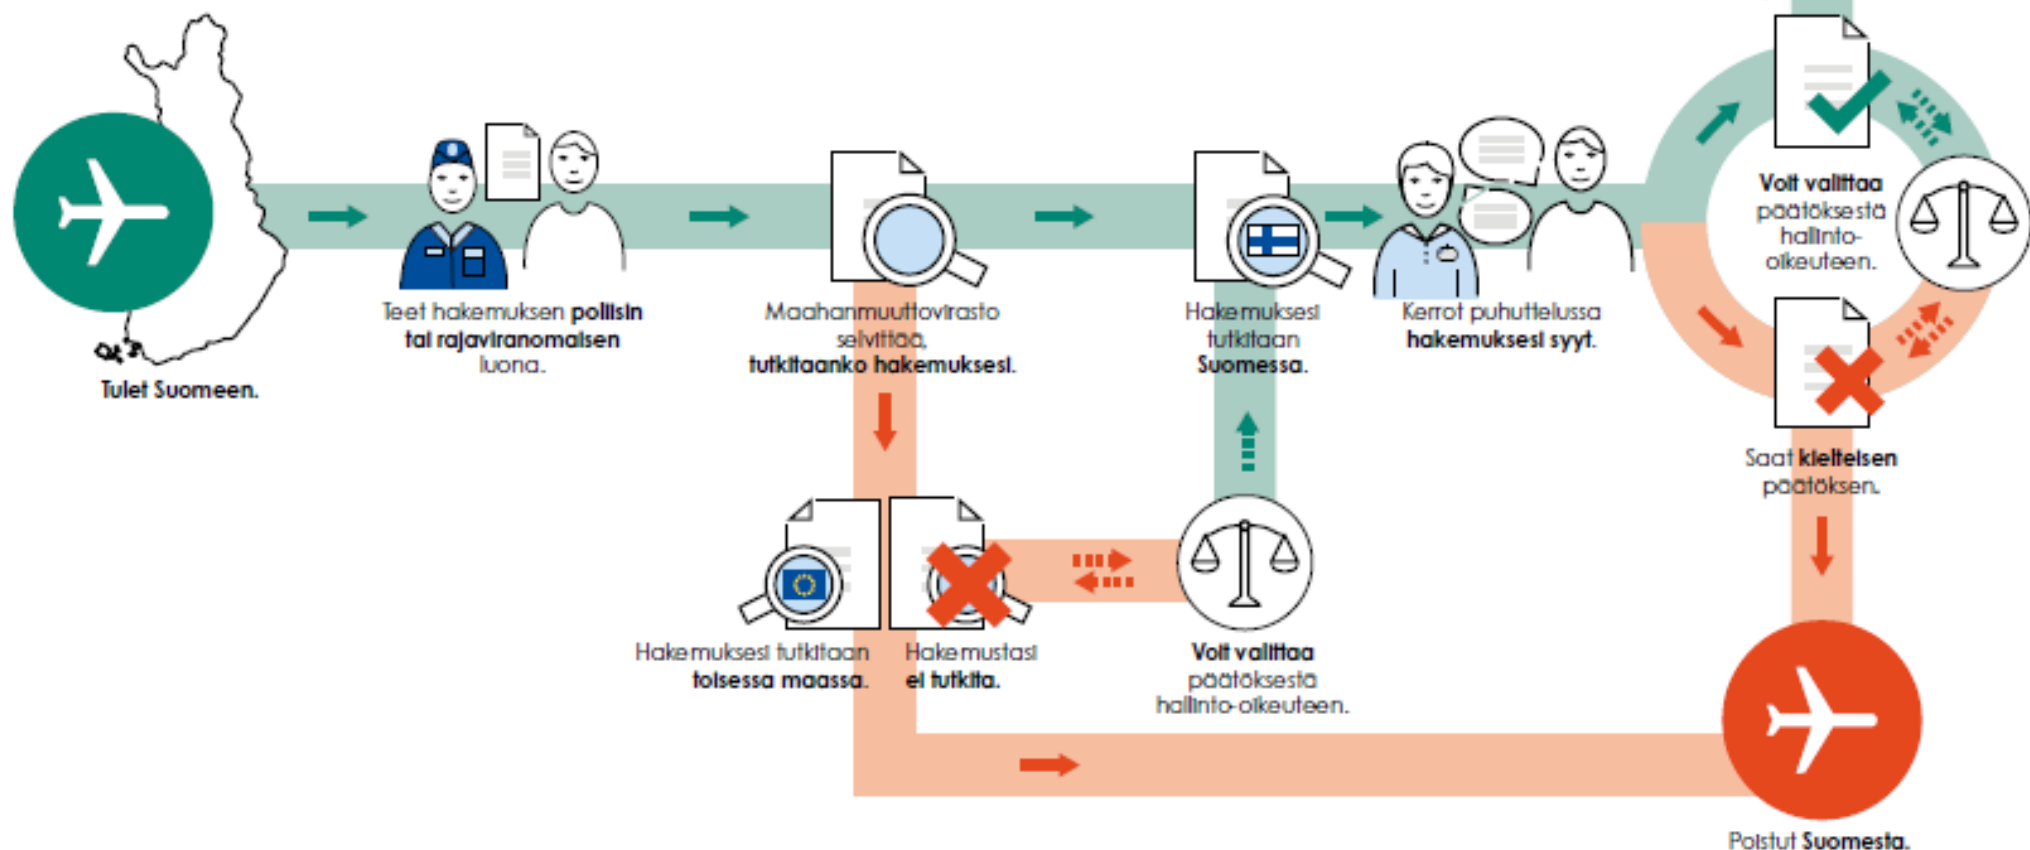 Tulet Suomeen.
Teet hakemuksen poliisin
tai rajaviranomaisen
luona.
Maahanmuuttovirasto
selvittää,
tutkitaanko hakemuksesi.
Hakemuksesi
tutkitaan
Suomessa.
Kerrot puhuttelussa
hakemuksesi syyt.
Voit valittaa
päätöksestä
hallinto-
oikeuteen.
Saat kielteisen
päätöksen.
Hakemuksesi tutkitaan
toisessa maassa.
Hakemustasi
ei tutkita.
Voit valittaa
päätöksestä
hallinto-oikeuteen.
Poistut Suomesta.